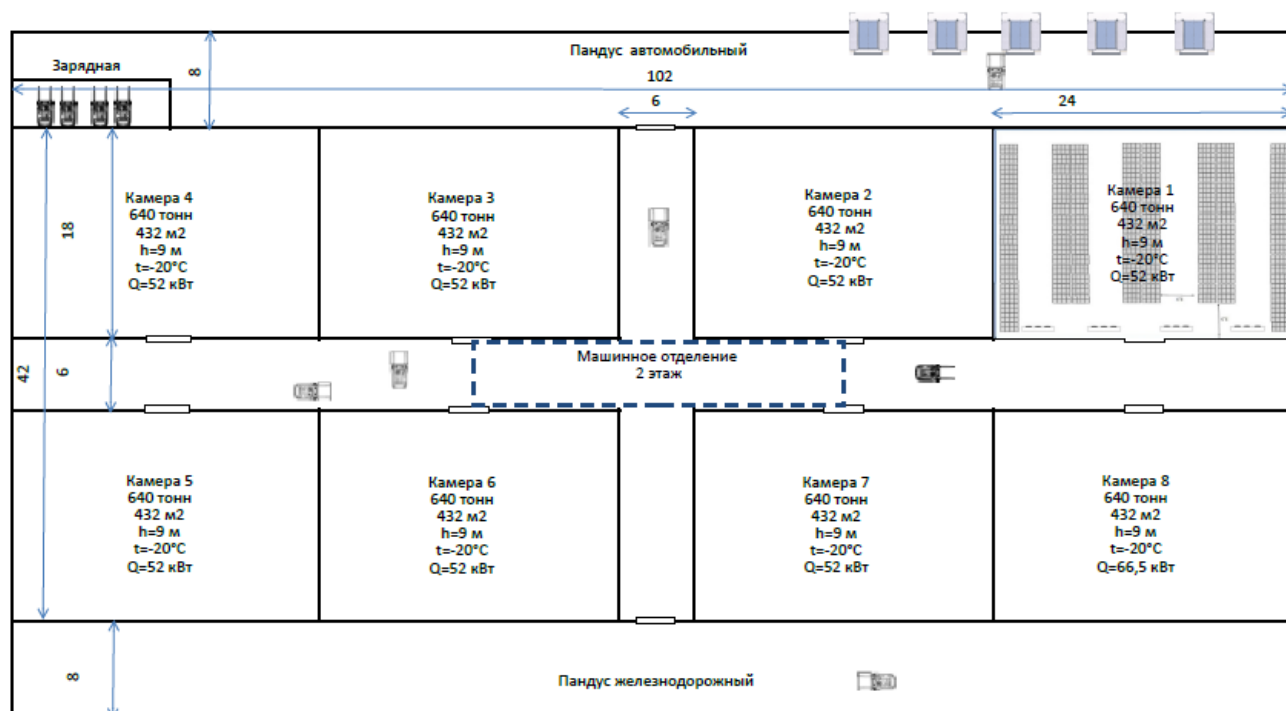 Пандус автомобильный
Зарядная
8
102
6
24
Камера 4
640 тонн
432 м2
h=9 м
t=-20°C
Q=52 кВт
Камера 3
640 тонн
432 м2
h=9 м
t=-20°C
Q=52 кВт
Камера 2
640 тонн
432 м2
h=9 м
t=-20°C
Q=52 кВт
Камера 1
640 тонн
432 м2
h=9 м
t=-20°C
Q=52 кВт
18
42
6
Машинное отделение
2 этаж
Камера 5
640 тонн
432 м2
h=9 м
t=-20°C
Q=52 кВт
Камера 6
640 тонн
432 м2
h=9 м
t=-20°C
Q=52 кВт
Камера 7
640 тонн
432 м2
h=9 м
t=-20°C
Q=52 кВт
Камера 8
640 тонн
432 м2
h=9 м
t=-20°C
Q=66,5 кВт
8
Пандус железнодорожный